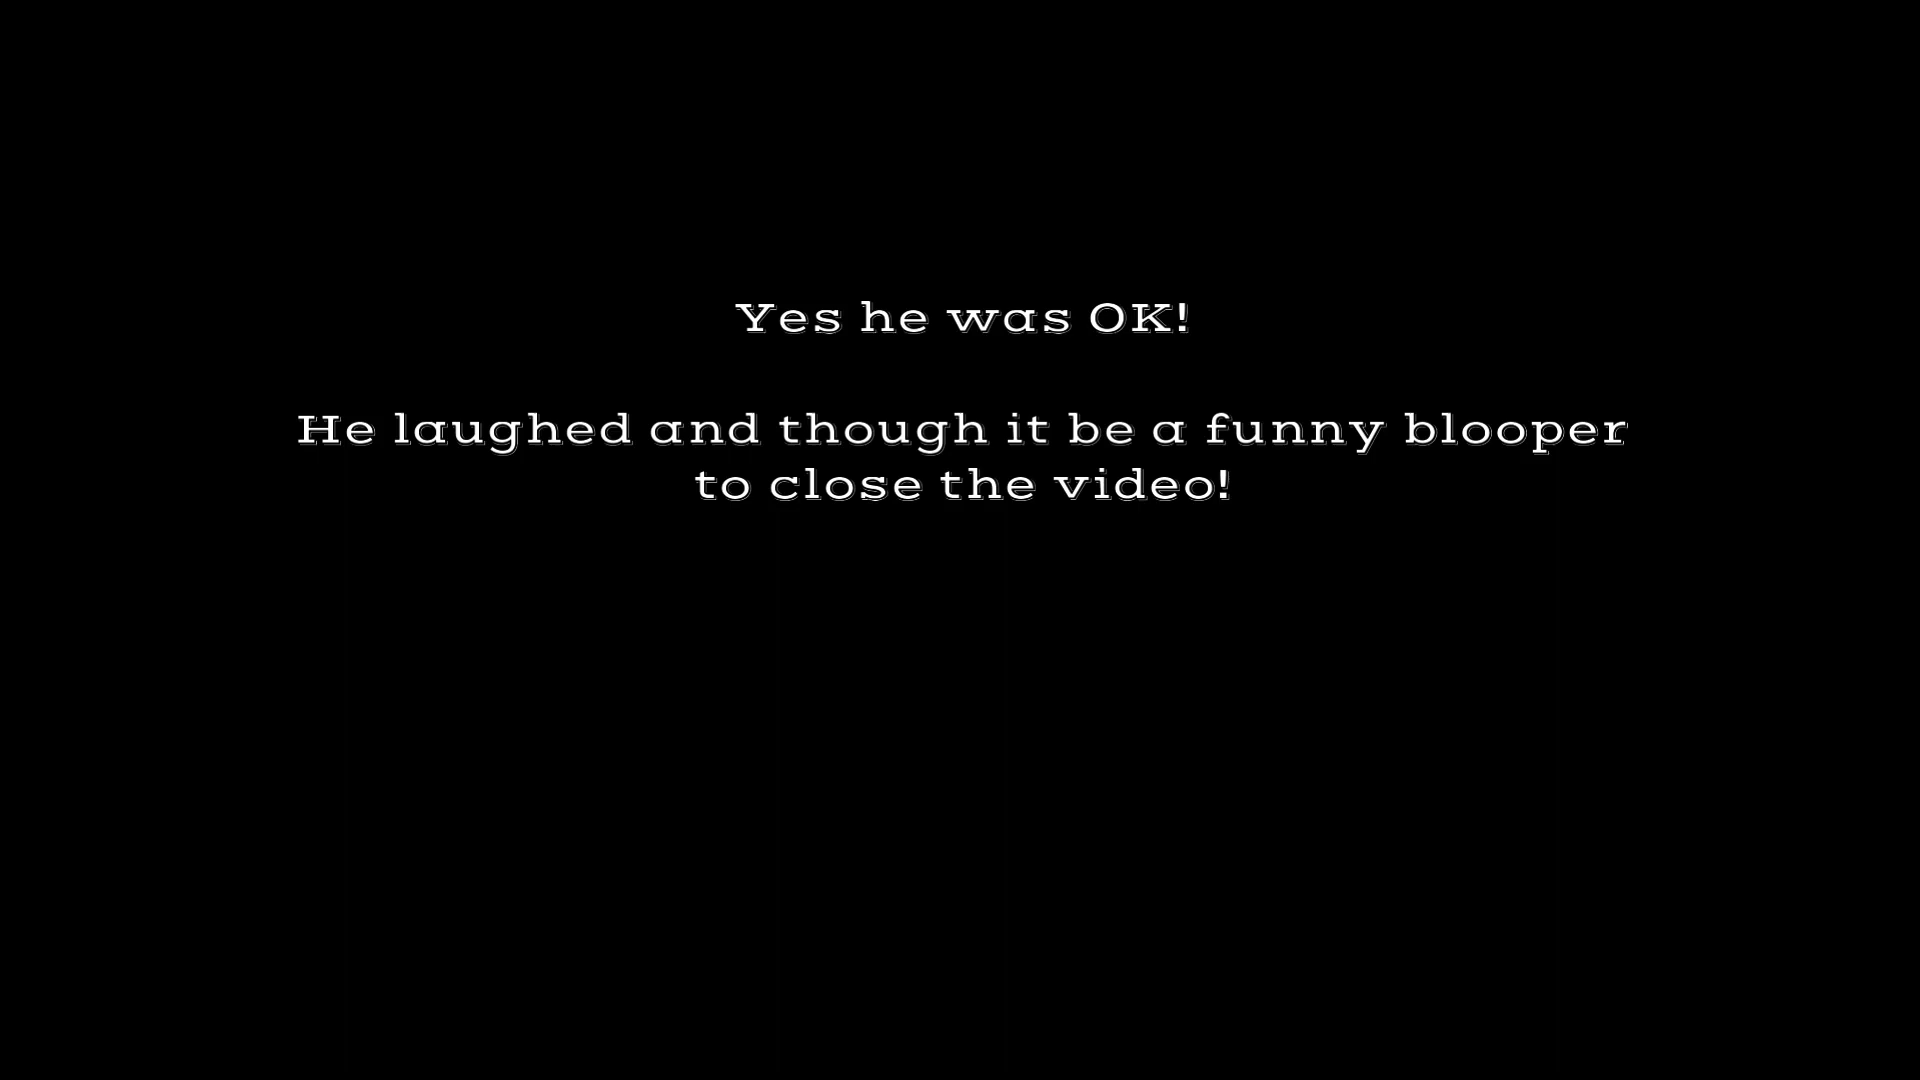 Yes he was OK!
He laughed and though it be a funny blooper
to close the video!